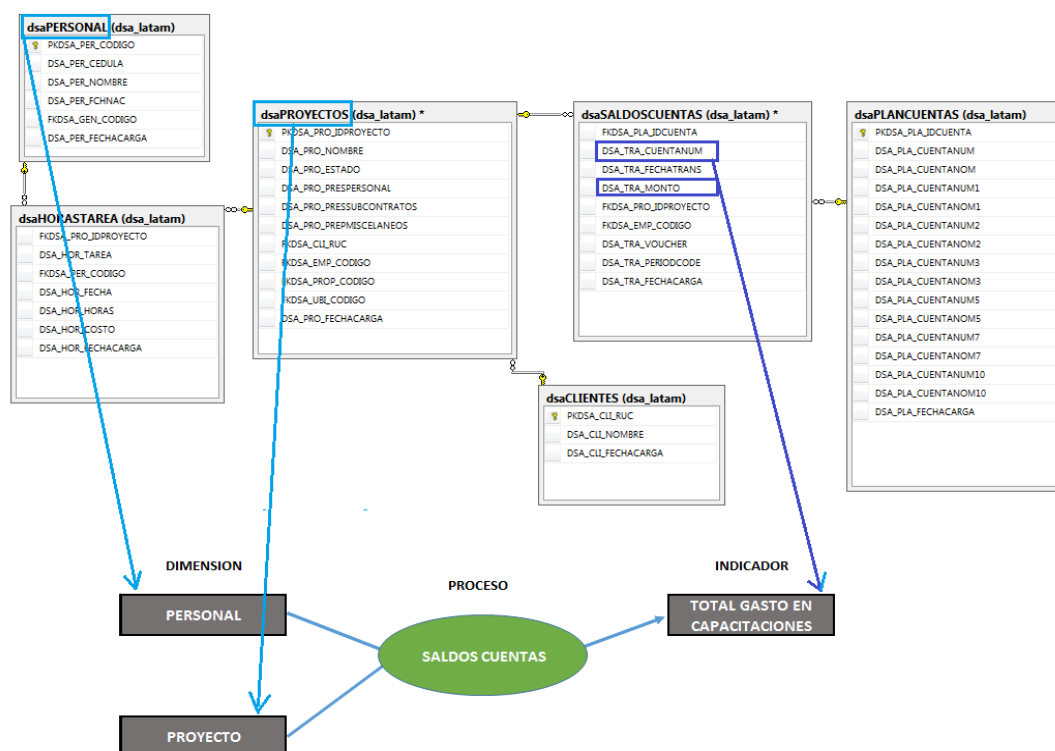 dsaPERSONAL (dsa_latam)
PKDSA_PER_CODIGO
DSA_PER_CEDULA
DSA_PER_NOMBRE
DSA_PER_FCHNAC
FKDSA_GEN_CODIGO
DSA_PER_FECHACARGA
dsaHORASTAREA (dsa_latam)
FKDSA_PRO_IDPROYECTO
DSA_HOR_TAREA
FKDSA_PER_CODIGO
DSA_HOR_FECHA
DSA_HOR_HORAS
DSA_HOR_COSTO
DSA_HOR_FECHACARGA
dsaPROYECTOS (dsa_latam) *
PKDSA_PRO_IDPROYECTO
DSA_PRO_NOMBRE
DSA_PRO_ESTADO
DSA_PRO_PRESPERSONAL
DSA_PRO_PRESSUBCONTRATOS
DSA_PRO_PREPMISCELANEOS
FKDSA_CLI_RUC
FKDSA_EMP_CODIGO
FKDSA_PROP_CODIGO
FKDSA_UBI_CODIGO
DSA_PRO_FECHACARGA
dsaSALDOSCUENTAS (dsa_latam) *
FKDSA_PLA_IDCUENTA
DSA_TRA_CUENTANUM
DSA_TRA_FECHATRANS
DSA_TRA_MONTO
FKDSA_PRO_IDPROYECTO
FKDSA_EMP_CODIGO
DSA_TRA_VOUCHER
DSA_TRA_PERIODCODE
DSA_TRA_FECHACARGA
dsaPLANCUENTAS (dsa_latam)
PKDSA_PLA_IDCUENTA
DSA_PLA_CUENTANUM
DSA_PLA_CUENTANOM
DSA_PLA_CUENTANUM1
DSA_PLA_CUENTANOM1
DSA_PLA_CUENTANUM2
DSA_PLA_CUENTANOM2
DSA_PLA_CUENTANUM3
DSA_PLA_CUENTANOM3
DSA_PLA_CUENTANUM5
DSA_PLA_CUENTANOM5
DSA_PLA_CUENTANUM7
DSA_PLA_CUENTANOM7
DSA_PLA_CUENTANUM10
DSA_PLA_CUENTANOM10
DSA_PLA_FECHACARGA
dsaCLIENTES (dsa_latam)
PKDSA_CLI_RUC
DSA_CLI_NOMBRE
DSA_CLI_FECHACARGA
DIMENSION
PROCESO
INDICADOR
PERSONAL
SALDOS CUENTAS
TOTAL GASTO EN
CAPACITACIONES
PROYECTO